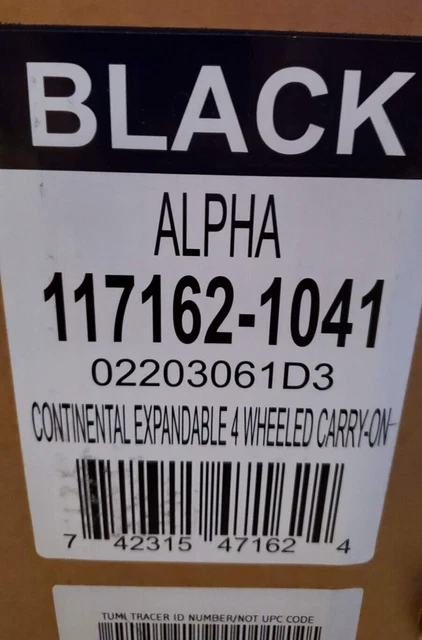 BLACK
ALPHA
117162-1041
02203061D3
CONTINENTAL EXPANDABLE 4 WHEELED CARRY-ON
7 42315 47162 4
TUMI TRACER ID NUMBER/NOT UPC CODE